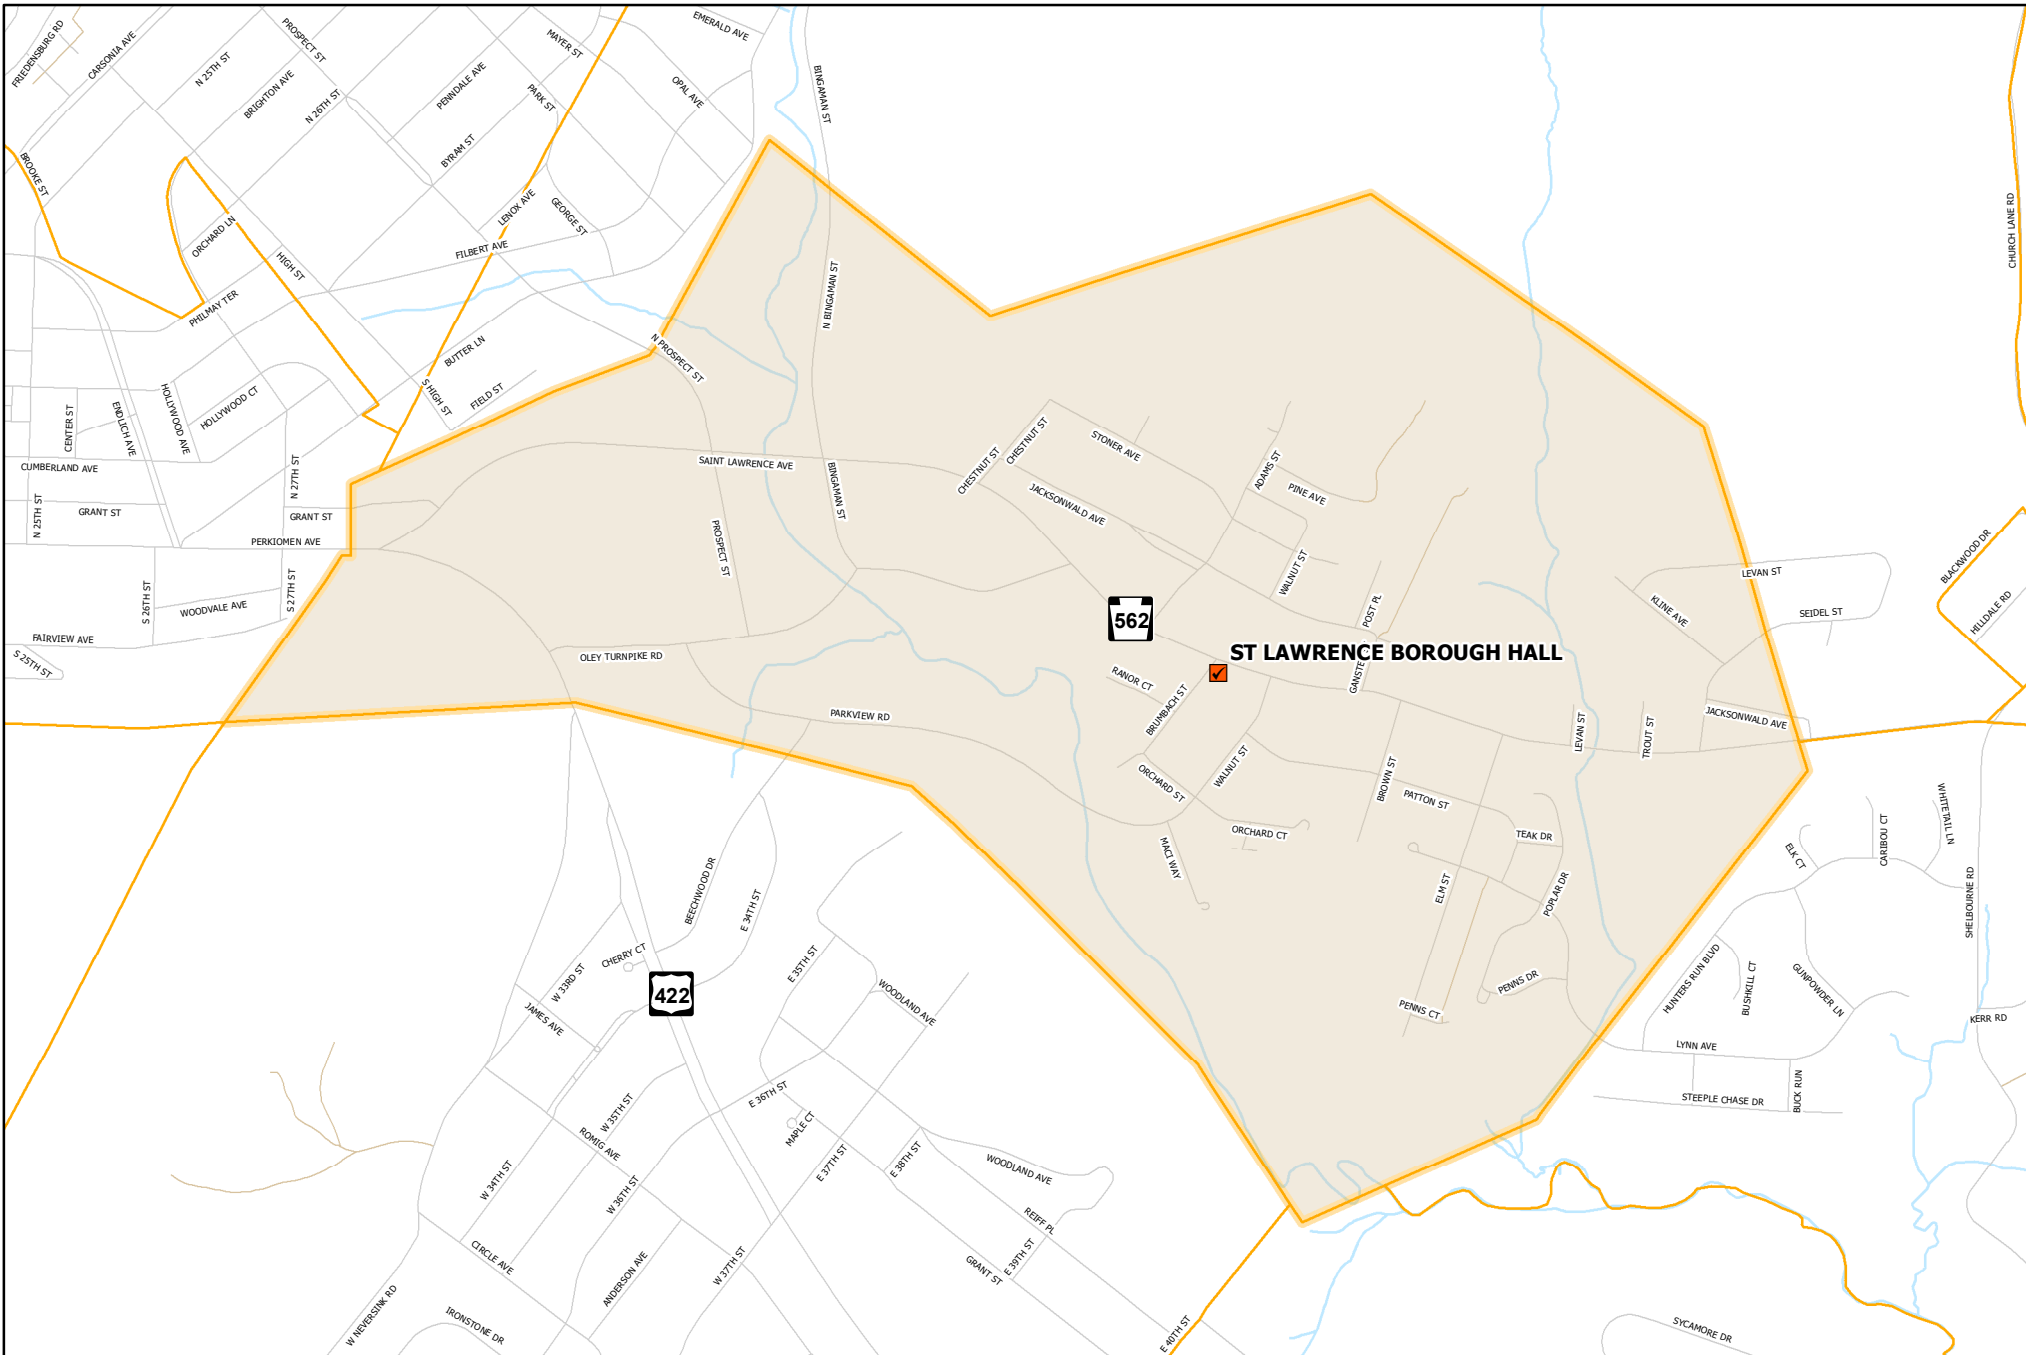 EMERALD AVE
FRIEDENSBURG RD
CARSONIA AVE
PROSPECT ST
N 25TH ST
BRIGHTON AVE
N 26TH ST
MAYER ST
PENNDALE AVE
PARK ST
OPAL AVE
BINGAMAN ST
BYRAM ST
BROOKE ST
LENOX AVE
GEORGE ST
ORCHARD LN
FILBERT AVE
HIGH ST
PHILMAY TER
N BINGAMAN ST
CHURCH LANE RD
BUTTER LN
N PROSPECT ST
S HIGH ST
FIELD ST
HOLLYWOOD CT
HOLLYWOOD AVE
ENDLICH AVE
CENTER ST
CUMBERLAND AVE
N 27TH ST
N 25TH ST
GRANT ST
GRANT ST
PERKIOMEN AVE
SAINT LAWRENCE AVE
BINGAMAN ST
CHESTNUT ST
CHESTNUT ST
STONER AVE
JACKSONWALD AVE
ADAMS ST
PINE AVE
PROSPECT ST
WALNUT ST
POST PL
LEVAN ST
KLINE AVE
SEIDEL ST
BLACKWOOD DR
HILLDALE RD
S 26TH ST
WOODVALE AVE
S 27TH ST
FAIRVIEW AVE
S 25TH ST
OLEY TURNPIKE RD
562
ST LAWRENCE BOROUGH HALL
RANOR CT
BRUMBACH ST
PARKVIEW RD
LEVAN ST
TROUT ST
JACKSONWALD AVE
ORCHARD ST
WALNUT ST
BROWN ST
PATTON ST
ORCHARD CT
TEAK DR
MACI WAY
ELM ST
POPLAR DR
ELK CT
CARIBOU CT
WHITETAIL LN
SHELBOURNE RD
BEECHWOOD DR
E 34TH ST
CHERRY CT
W 33RD ST
JAMES AVE
422
E 35TH ST
WOODLAND AVE
PENNS DR
PENNS CT
HUNTERS RUN BLVD
BUSHKILL CT
GUNPOWDER LN
KERR RD
LYNN AVE
BUCK RUN
STEEPLE CHASE DR
W 35TH ST
ROMIG AVE
E 36TH ST
MAPLE CT
E 37TH ST
E 38TH ST
WOODLAND AVE
W 34TH ST
W 36TH ST
REIFF PL
E 39TH ST
GRANT ST
CIRCLE AVE
ANDERSON AVE
W 37TH ST
W NEVERSINK RD
IRONSTONE DR
E 40TH ST
SYCAMORE DR